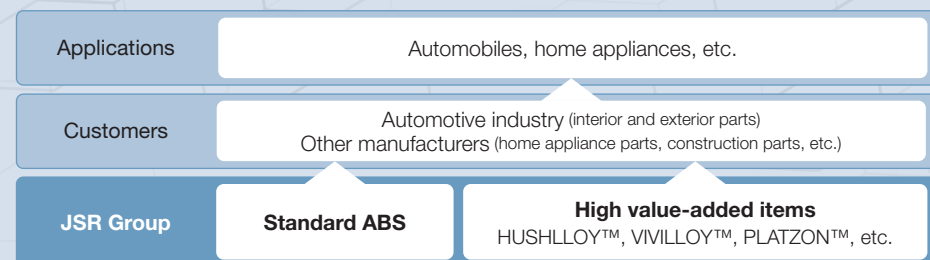 Applications
Automobiles, home appliances, etc.
Customers
Automotive industry (interior and exterior parts)
Other manufacturers (home appliance parts, construction parts, etc.)
JSR Group
Standard ABS
High value-added items
HUSHLLOY™, VIVILLOY™, PLATZON™, etc.